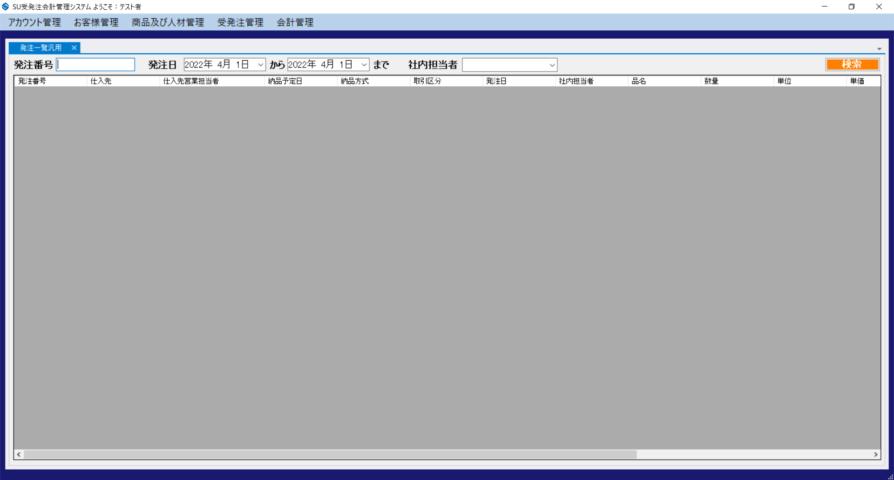 SU受発注会計管理システム ようこそ：テスト者
アカウント管理 お客様管理 商品及び人材管理 受発注管理 会計管理
発注一覧汎用
発注番号 発注日 2022年 4月 1日 から 2022年 4月 1日 まで 社内担当者 検索
発注番号 仕入先 仕入先営業担当者 納品予定日 納品方式 取引区分 発注日 社内担当者 品名 数量 単位 単価